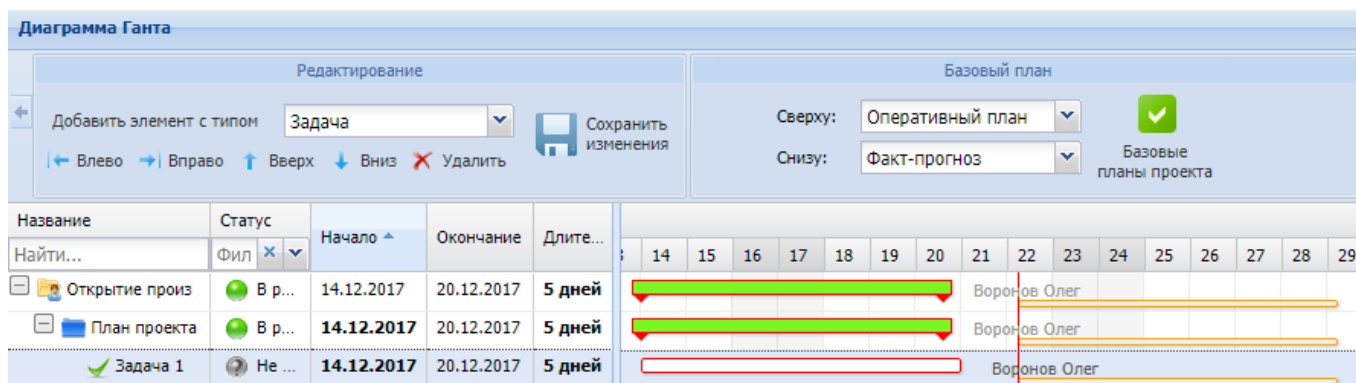 Диаграмма Ганта
Редактирование
Базовый план
Добавить элемент с типом Задача
Сохранить изменения
Влево Вправо Вверх Вниз Удалить
Сверху: Оперативный план
Снизу: Факт-прогноз
Базовые
планы проекта
Название Статус Начало Окончание Длите...
Найти... Фил
14 15 16 17 18 19 20 21 22 23 24 25 26 27 28 29
Открытие произ В р... 14.12.2017 20.12.2017 5 дней Воронов Олег
План проекта В р... 14.12.2017 20.12.2017 5 дней Воронов Олег
Задача 1 Не ... 14.12.2017 20.12.2017 5 дней Воронов Олег